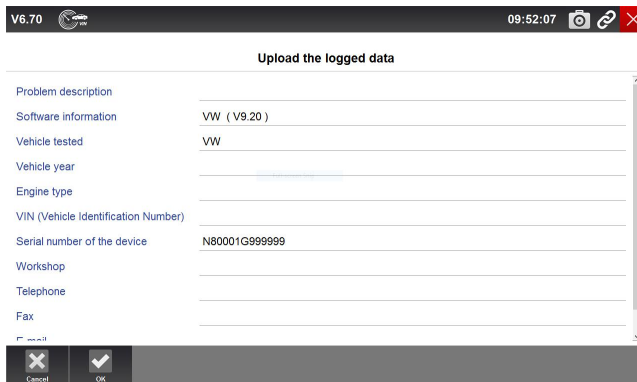 V6.70 VIN 09:52:07
Upload the logged data
Problem description
Software information VW ( V9.20 )
Vehicle tested VW
Vehicle year
Engine type
VIN (Vehicle Identification Number)
Serial number of the device N80001G999999
Workshop
Telephone
Fax
E-mail
Cancel OK